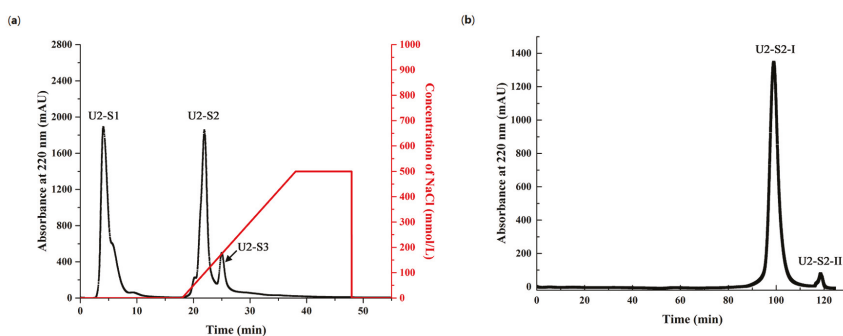 (a)
2800
2400
2000
1600
1200
800
400
0
Absorbance at 220 nm (mAU)
U2-S1
U2-S2
U2-S3
1000
900
800
700
600
500
400
300
200
100
0
Concentration of NaCl (mmol/L)
0 10 20 30 40 50
Time (min)
(b)
1400
1200
1000
800
600
400
200
0
Absorbance at 220 nm (mAU)
U2-S2-I
U2-S2-II
0 20 40 60 80 100 120
Time (min)